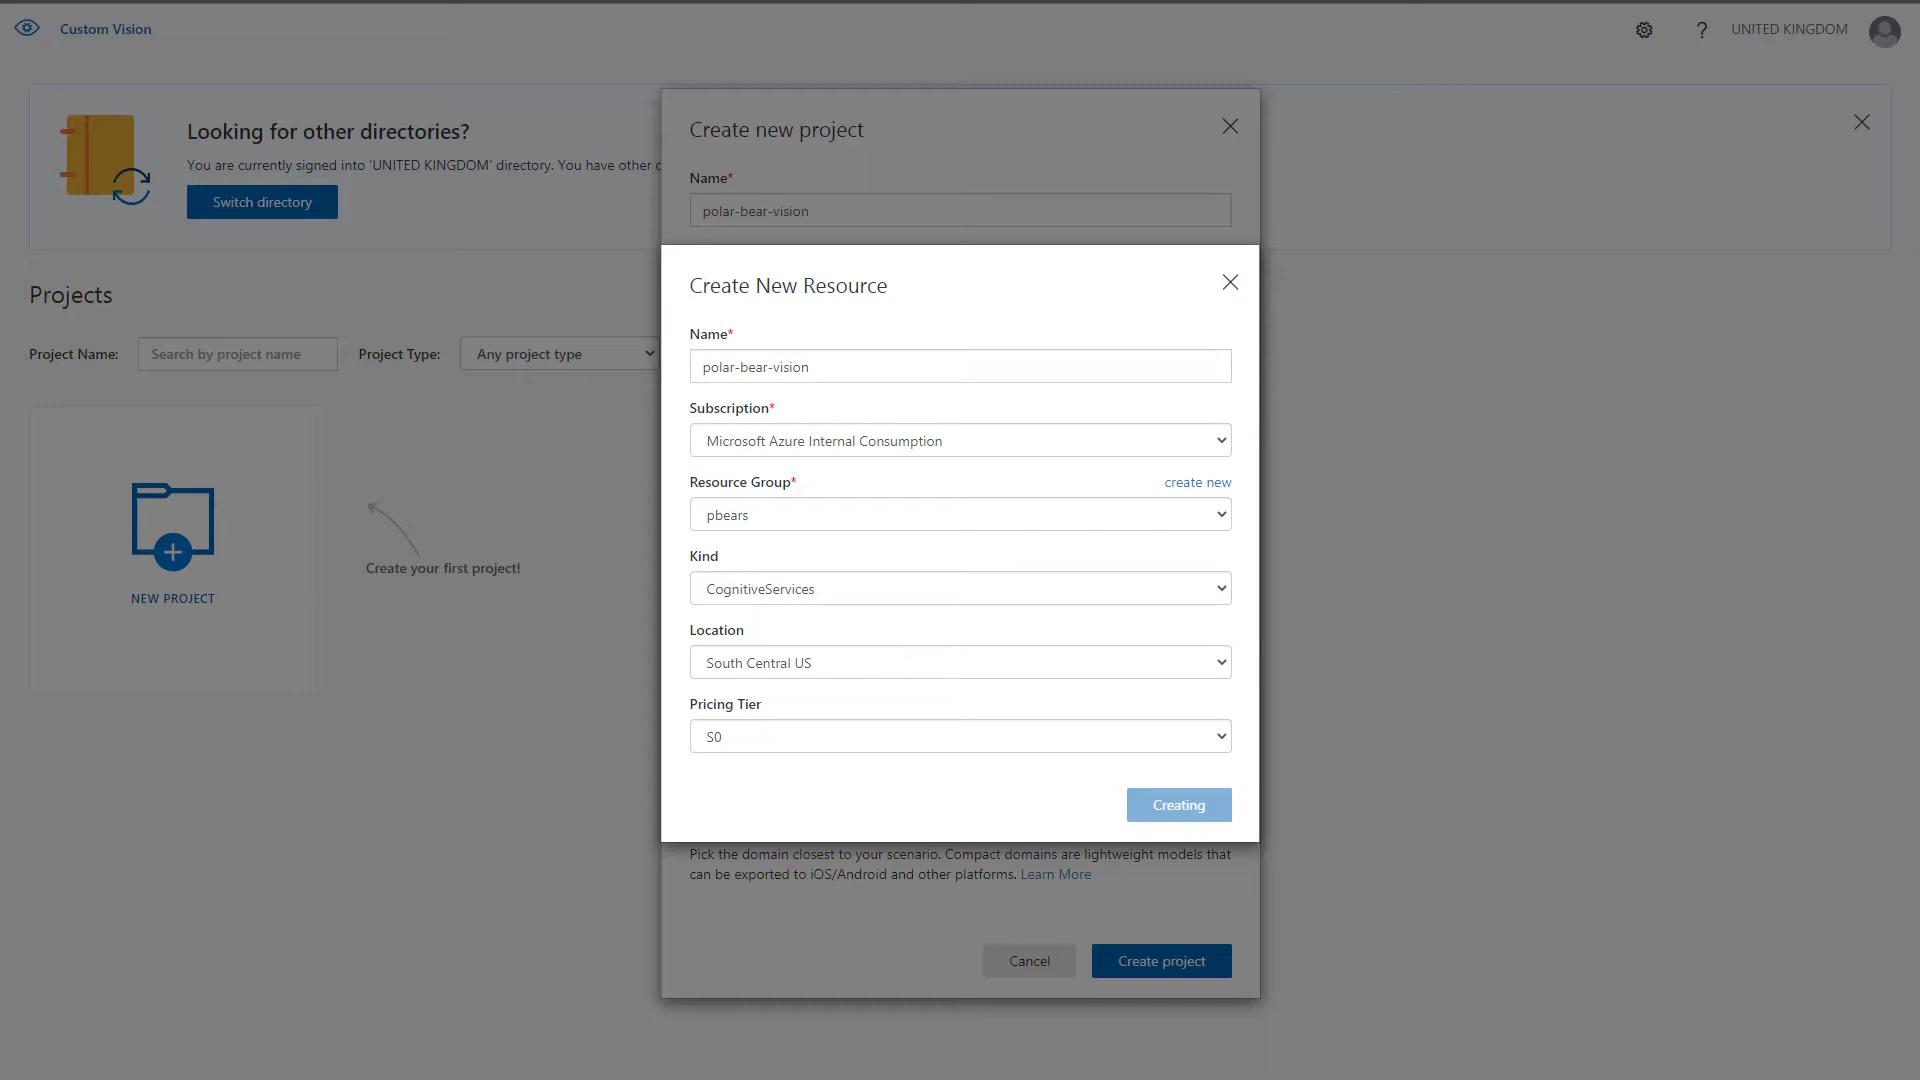 Custom Vision
?
UNITED KINGDOM
Looking for other directories?
You are currently signed into 'UNITED KINGDOM' directory. You have other
Switch directory
Projects
Project Name:
Search by project name
Project Type:
Any project type
NEW PROJECT
Create your first project!
Create new project
Name*
polar-bear-vision
Create New Resource
Name*
polar-bear-vision
Subscription*
Microsoft Azure Internal Consumption
Resource Group*
create new
pbears
Kind
CognitiveServices
Location
South Central US
Pricing Tier
S0
Creating
Pick the domain closest to your scenario. Compact domains are lightweight models that
can be exported to iOS/Android and other platforms. Learn More
Cancel
Create project